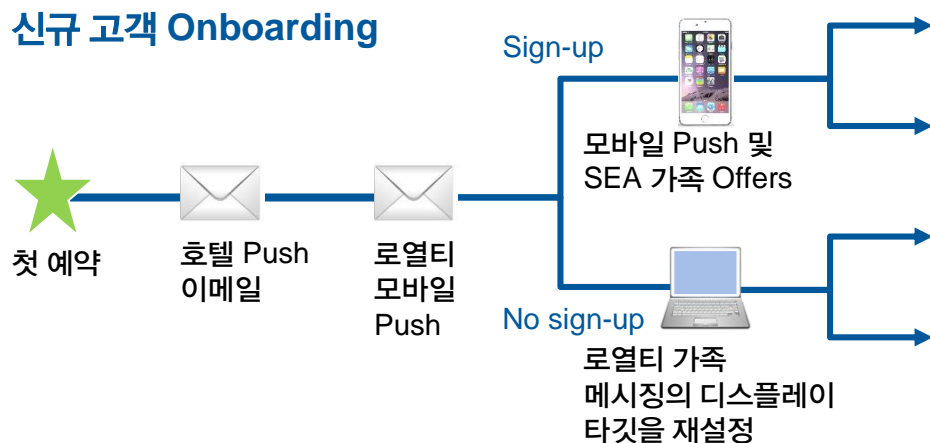 신규 고객 Onboarding
Sign-up
모바일 Push 및
SEA 가족 Offers
첫 예약
호텔 Push
이메일
로열티
모바일
Push
No sign-up
로열티 가족
메시징의 디스플레이
타깃을 재설정